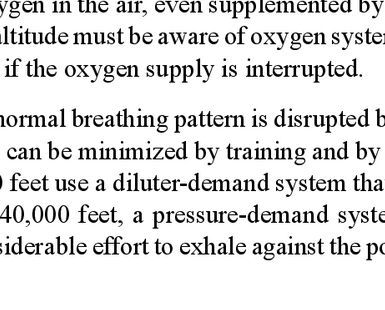 ygen in the air, even supplemented by
altitude must be aware of oxygen system
if the oxygen supply is interrupted.
normal breathing pattern is disrupted b
can be minimized by training and by
0 feet use a diluter-demand system tha
40,000 feet, a pressure-demand syste
siderable effort to exhale against the po